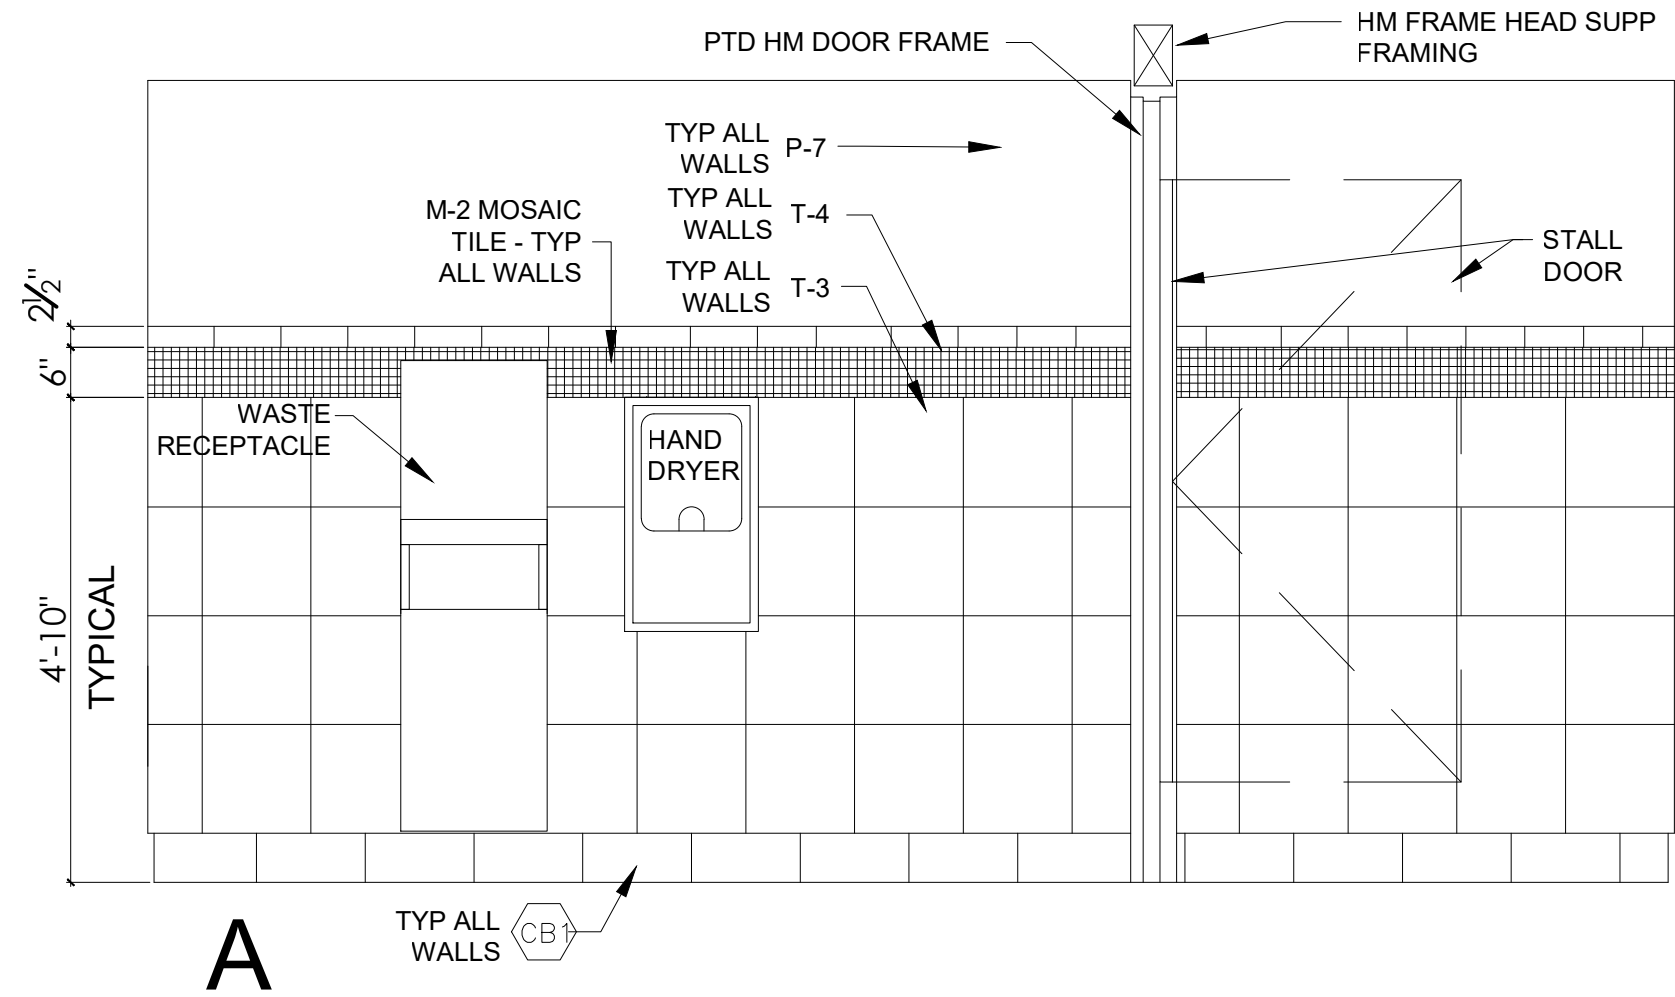 HM FRAME HEAD SUPP
FRAMING
PTD HM DOOR FRAME
TYP ALL
WALLS
P-7
TYP ALL
WALLS
T-4
M-2 MOSAIC
TILE - TYP
ALL WALLS
TYP ALL
WALLS
T-3
STALL
DOOR
2½"
6"
4'-10"
TYPICAL
WASTE
RECEPTACLE
HAND
DRYER
TYP ALL
WALLS
CB1
A